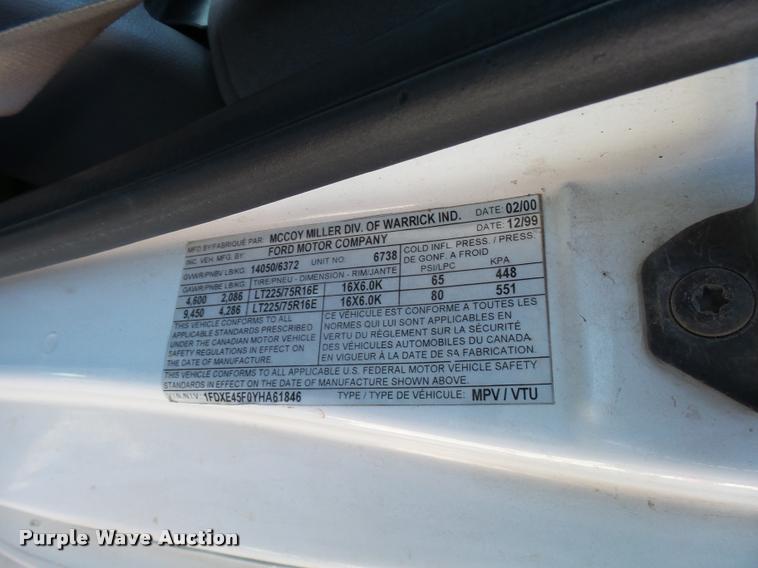 MFG BY/FABRIQUÉ PAR: MCCOY MILLER DIV. OF WARRICK IND. DATE: 02/00
INC. VEH. MFG BY: FORD MOTOR COMPANY DATE: 12/99
GVWR/PNBV LB/KG. 14050/6372 UNIT NO: 6738 COLD INFL. PRESS./PRESS. DE GONF. A FROID
GAWR/PNBE LB/KG. TIRE/PNEU - DIMENSION - RIM/JANTE PSI/LPC KPA
4,600 2,086 LT225/75R16E 16X6.0K 65 448
9,450 4,286 LT225/75R16E 16X6.0K 80 551
THIS VEHICLE CONFORMS TO ALL
APPLICABLE STANDARDS PRESCRIBED
UNDER THE CANADIAN MOTOR VEHICLE
SAFETY REGULATIONS IN EFFECT ON
THE DATE OF MANUFACTURE.
CE VÉHICULE EST CONFORME A TOUTES LES
NORMES QUI LUI SONT APPLICABLES EN
VERTU DU RÉGLEMENT SUR LA SÉCURITÉ
DES VÉHICULES AUTOMOBILES DU CANADA
EN VIGUEUR À LA DATE DE SA FABRICATION.
THIS VEHICLE CONFORMS TO ALL APPLICABLE U.S. FEDERAL MOTOR VEHICLE SAFETY
STANDARDS IN EFFECT ON THE DATE OF MANUFACTURE SHOWN ABOVE.
V.I.N./N.I.V.: 1FDXE45F0YHA61846 TYPE / TYPE DE VÉHICULE: MPV / VTU
Purple Wave Auction